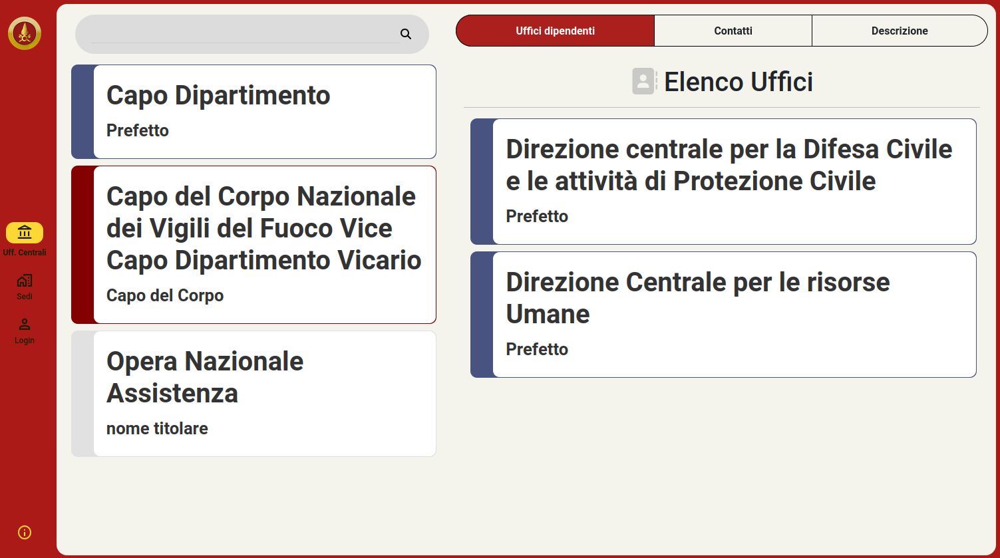 Uff. Centrali
Sedi
Login
Capo Dipartimento
Prefetto
Capo del Corpo Nazionale
dei Vigili del Fuoco Vice
Capo Dipartimento Vicario
Capo del Corpo
Opera Nazionale
Assistenza
nome titolare
Uffici dipendenti
Contatti
Descrizione
Elenco Uffici
Direzione centrale per la Difesa Civile
e le attività di Protezione Civile
Prefetto
Direzione Centrale per le risorse
Umane
Prefetto